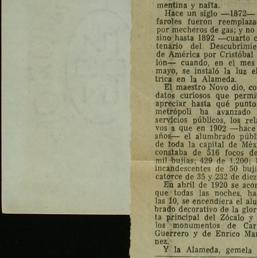 mentina y nafta.
Hace un siglo —1872—
faroles fueron reemplaza
por mecheros de gas; y no
sino hasta 1892 —cuarto c
tenario del Descubrimie
de América por Cristóbal
lón— cuando, en el mes
mayo, se instaló la luz el
trica en la Alameda.
El maestro Novo dio, co
datos curiosos que permi
apreciar hasta qué punto
metrópoli ha avanzado
servicios públicos, los rela
vos a que en 1902 —hace
años— el alumbrado públ
de toda la capital de Méx
constaba de 516 focos de
mil bujías; 429 de 1.200;
incandescentes de 50 bují
catorce de 35 y 232 de diez
En abril de 1920 se acor
que todas las noches, ha
las 10, se encendiera el alu
brado decorativo de la glor
ta principal del Zócalo y
los monumentos de Car
Guerrero y de Enrico Mar
nez.
Y la Alameda, gemela